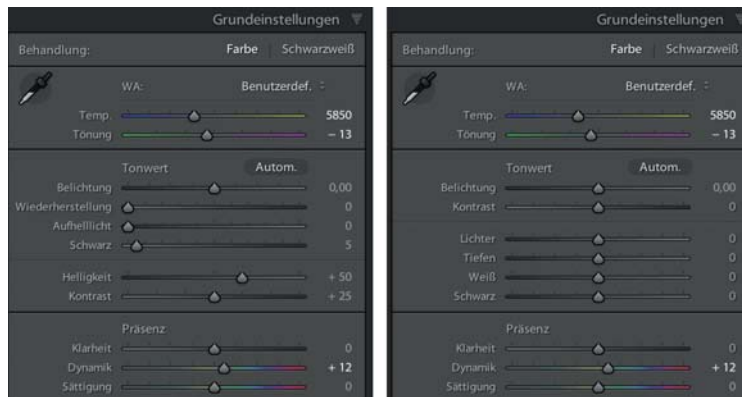 Grundeinstellungen
Behandlung: Farbe Schwarzweiß
WA: Benutzerdef.
Temp. 5850
Tönung – 13
Tonwert Autom.
Belichtung 0,00
Wiederherstellung 0
Aufhelllicht 0
Schwarz 5
Helligkeit + 50
Kontrast + 25
Präsenz
Klarheit 0
Dynamik + 12
Sättigung 0
Grundeinstellungen
Behandlung: Farbe Schwarzweiß
WA: Benutzerdef.
Temp. 5850
Tönung – 13
Tonwert Autom.
Belichtung 0,00
Kontrast 0
Lichter 0
Tiefen 0
Weiß 0
Schwarz 0
Präsenz
Klarheit 0
Dynamik + 12
Sättigung 0